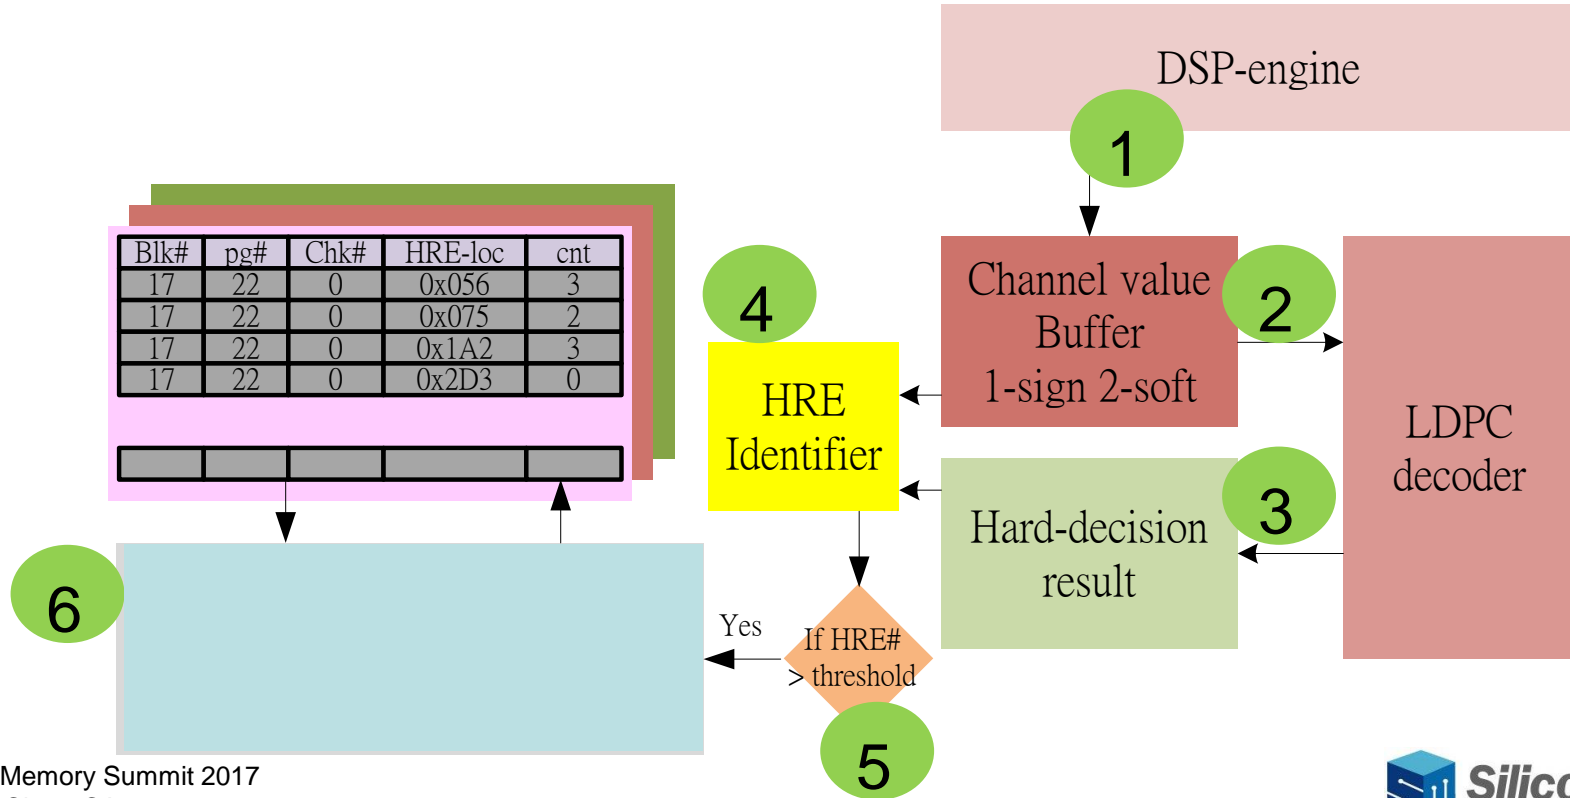 DSP-engine
1
Blk# pg# Chk# HRE-loc cnt
17 22 0 0x056 3
17 22 0 0x075 2
17 22 0 0x1A2 3
17 22 0 0x2D3 0
4
HRE
Identifier
Channel value
Buffer
1-sign 2-soft
2
LDPC
decoder
Hard-decision
result
3
6
Yes
If HRE#
> threshold
5
Memory Summit 2017